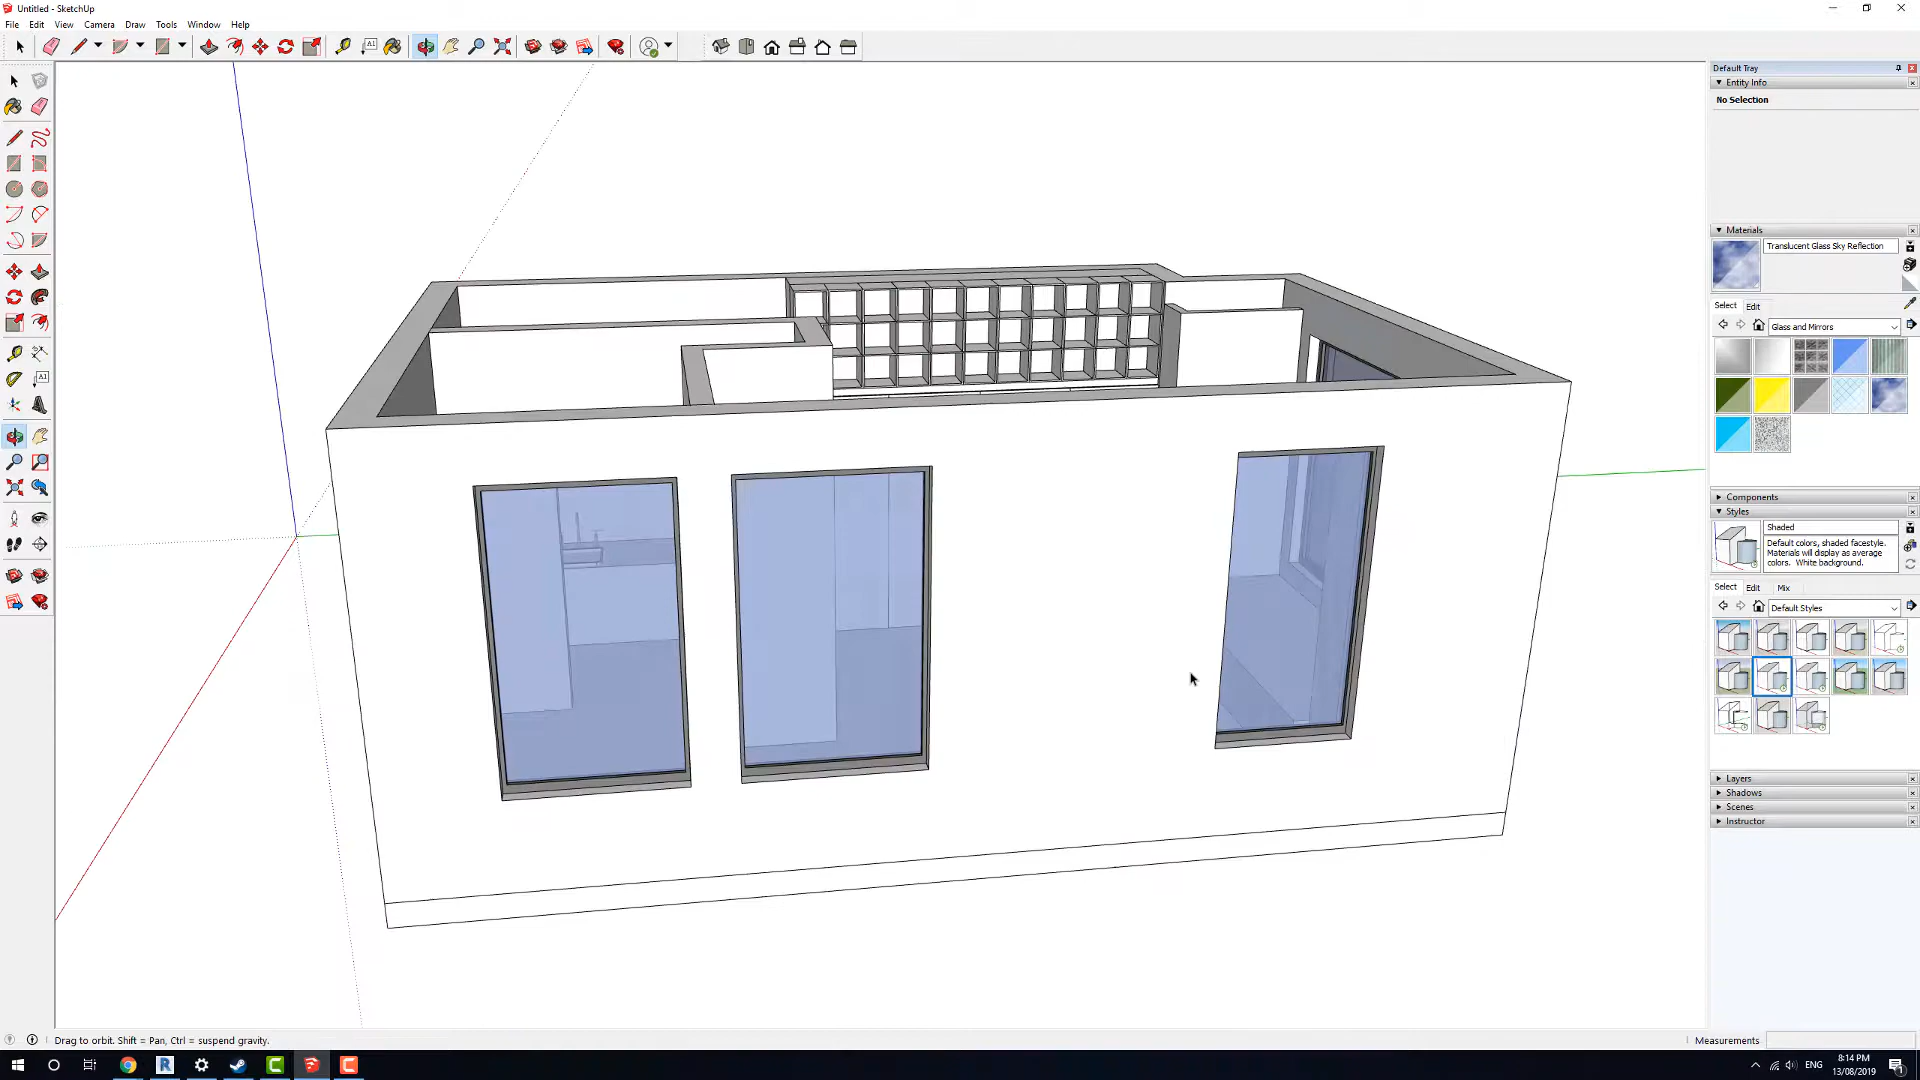 Untitled - SketchUp
File Edit View Camera Draw Tools Window Help
Default Tray
Entity Info
No Selection
Materials
Translucent Glass Sky Reflection
Select Edit
Glass and Mirrors
Components
Styles
Shaded
Default colors, shaded facestyle.
Materials will display as average
colors. White background.
Select Edit Mix
Default Styles
Layers
Shadows
Scenes
Instructor
Drag to orbit. Shift = Pan, Ctrl = suspend gravity.
Measurements
ENG
8:14 PM
13/08/2019